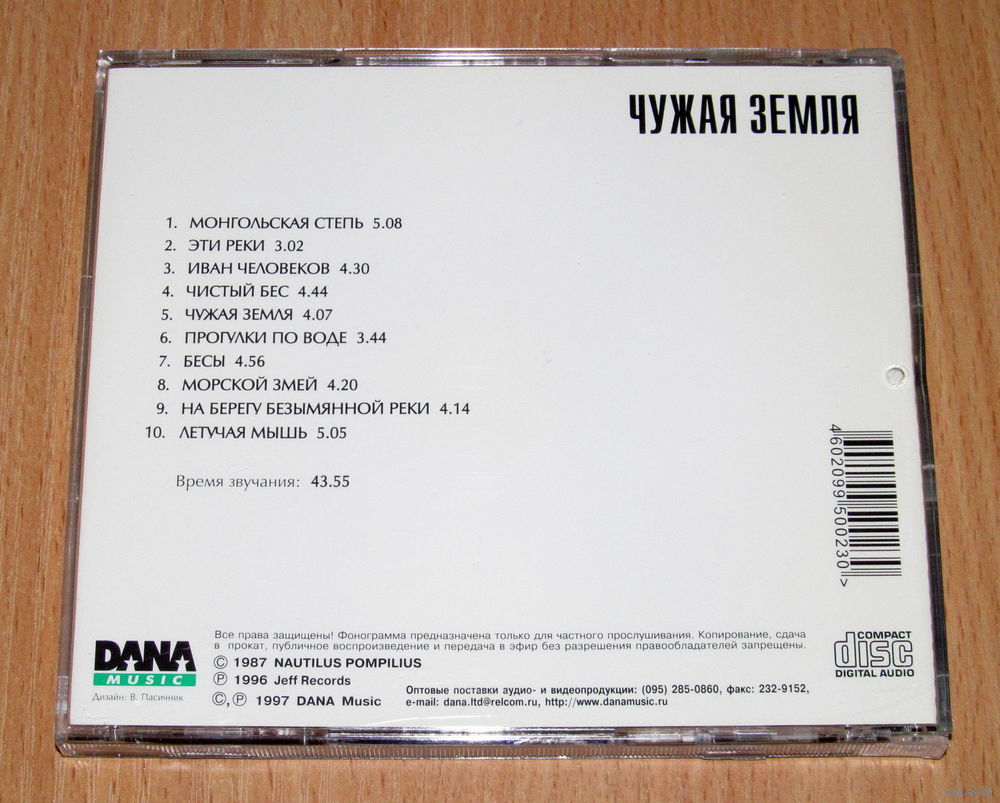 ЧУЖАЯ ЗЕМЛЯ
1. МОНГОЛЬСКАЯ СТЕПЬ 5.08
2. ЭТИ РЕКИ 3.02
3. ИВАН ЧЕЛОВЕКОВ 4.30
4. ЧИСТЫЙ БЕС 4.44
5. ЧУЖАЯ ЗЕМЛЯ 4.07
6. ПРОГУЛКИ ПО ВОДЕ 3.44
7. БЕСЫ 4.56
8. МОРСКОЙ ЗМЕЙ 4.20
9. НА БЕРЕГУ БЕЗЫМЯННОЙ РЕКИ 4.14
10. ЛЕТУЧАЯ МЫШЬ 5.05
Время звучания: 43.55
4602099500230>
DANA
MUSIC
Дизайн: В. Пасичник
Все права защищены! Фонограмма предназначена только для частного прослушивания. Копирование, сдача
в прокат, публичное воспроизведение и передача в эфир без разрешения правообладателей запрещены.
© 1987 NAUTILUS POMPILIUS
℗ 1996 Jeff Records
©,℗ 1997 DANA Music
Оптовые поставки аудио- и видеопродукции: (095) 285-0860, факс: 232-9152,
e-mail: dana.ltd@relcom.ru, http://www.danamusic.ru
COMPACT
disc
DIGITAL AUDIO